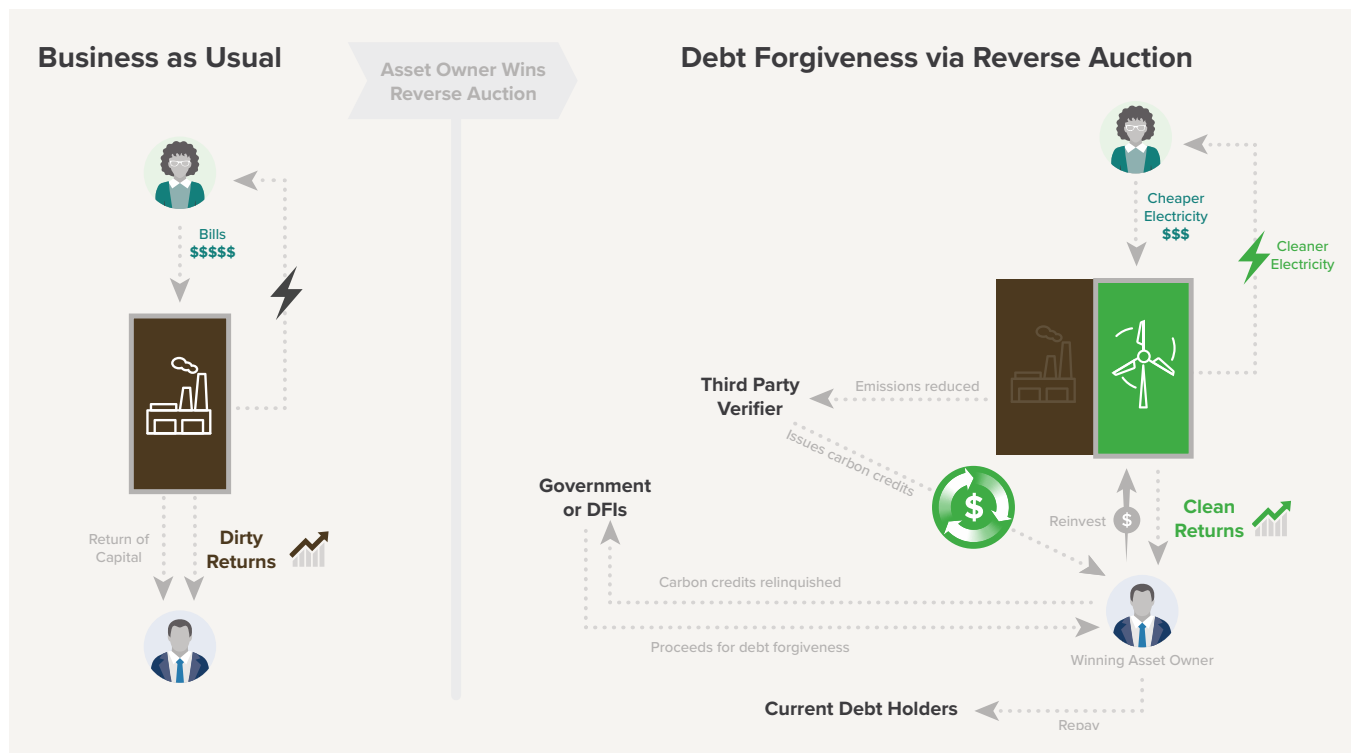 Business as Usual
Asset Owner Wins
Reverse Auction
Debt Forgiveness via Reverse Auction
Bills
$$$$$
Return of
Capital
Dirty
Returns
Cheaper
Electricity
$$$
Cleaner
Electricity
Third Party
Verifier
Emissions reduced
Issues carbon credits
$
Government
or DFIs
Reinvest
$
Clean
Returns
Carbon credits relinquished
Proceeds for debt forgiveness
Winning Asset Owner
Current Debt Holders
Repay